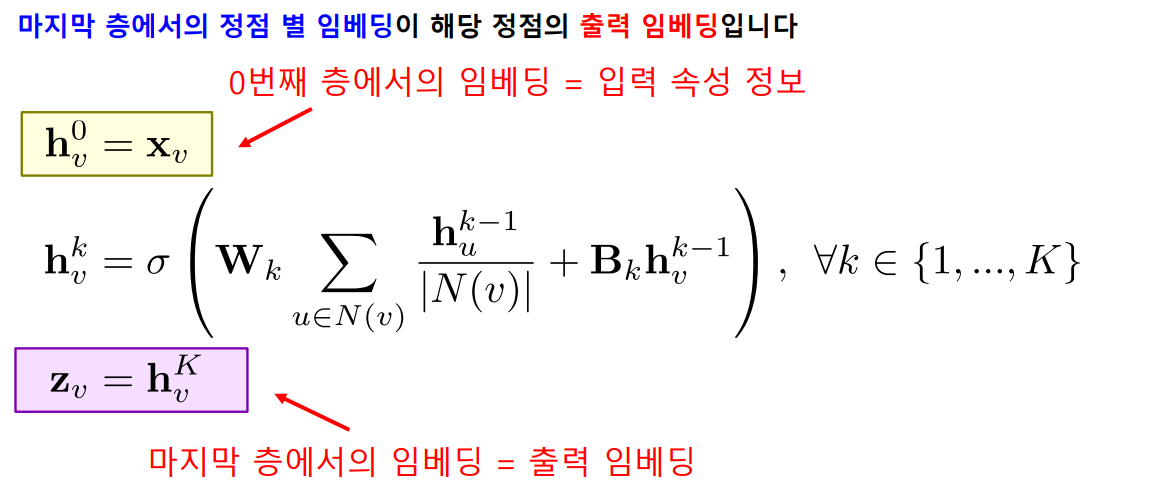 마지막 층에서의 정점 별 임베딩이 해당 정점의 출력 임베딩입니다
0번째 층에서의 임베딩 = 입력 속성 정보
$\mathbf{h}_v^0 = \mathbf{x}_v$
$\mathbf{h}_v^k = \sigma \left( \mathbf{W}_k \sum_{u \in N(v)} \frac{\mathbf{h}_u^{k-1}}{|N(v)|} + \mathbf{B}_k \mathbf{h}_v^{k-1} \right), \ \forall k \in \{1, ..., K\}$
$\mathbf{z}_v = \mathbf{h}_v^K$
마지막 층에서의 임베딩 = 출력 임베딩